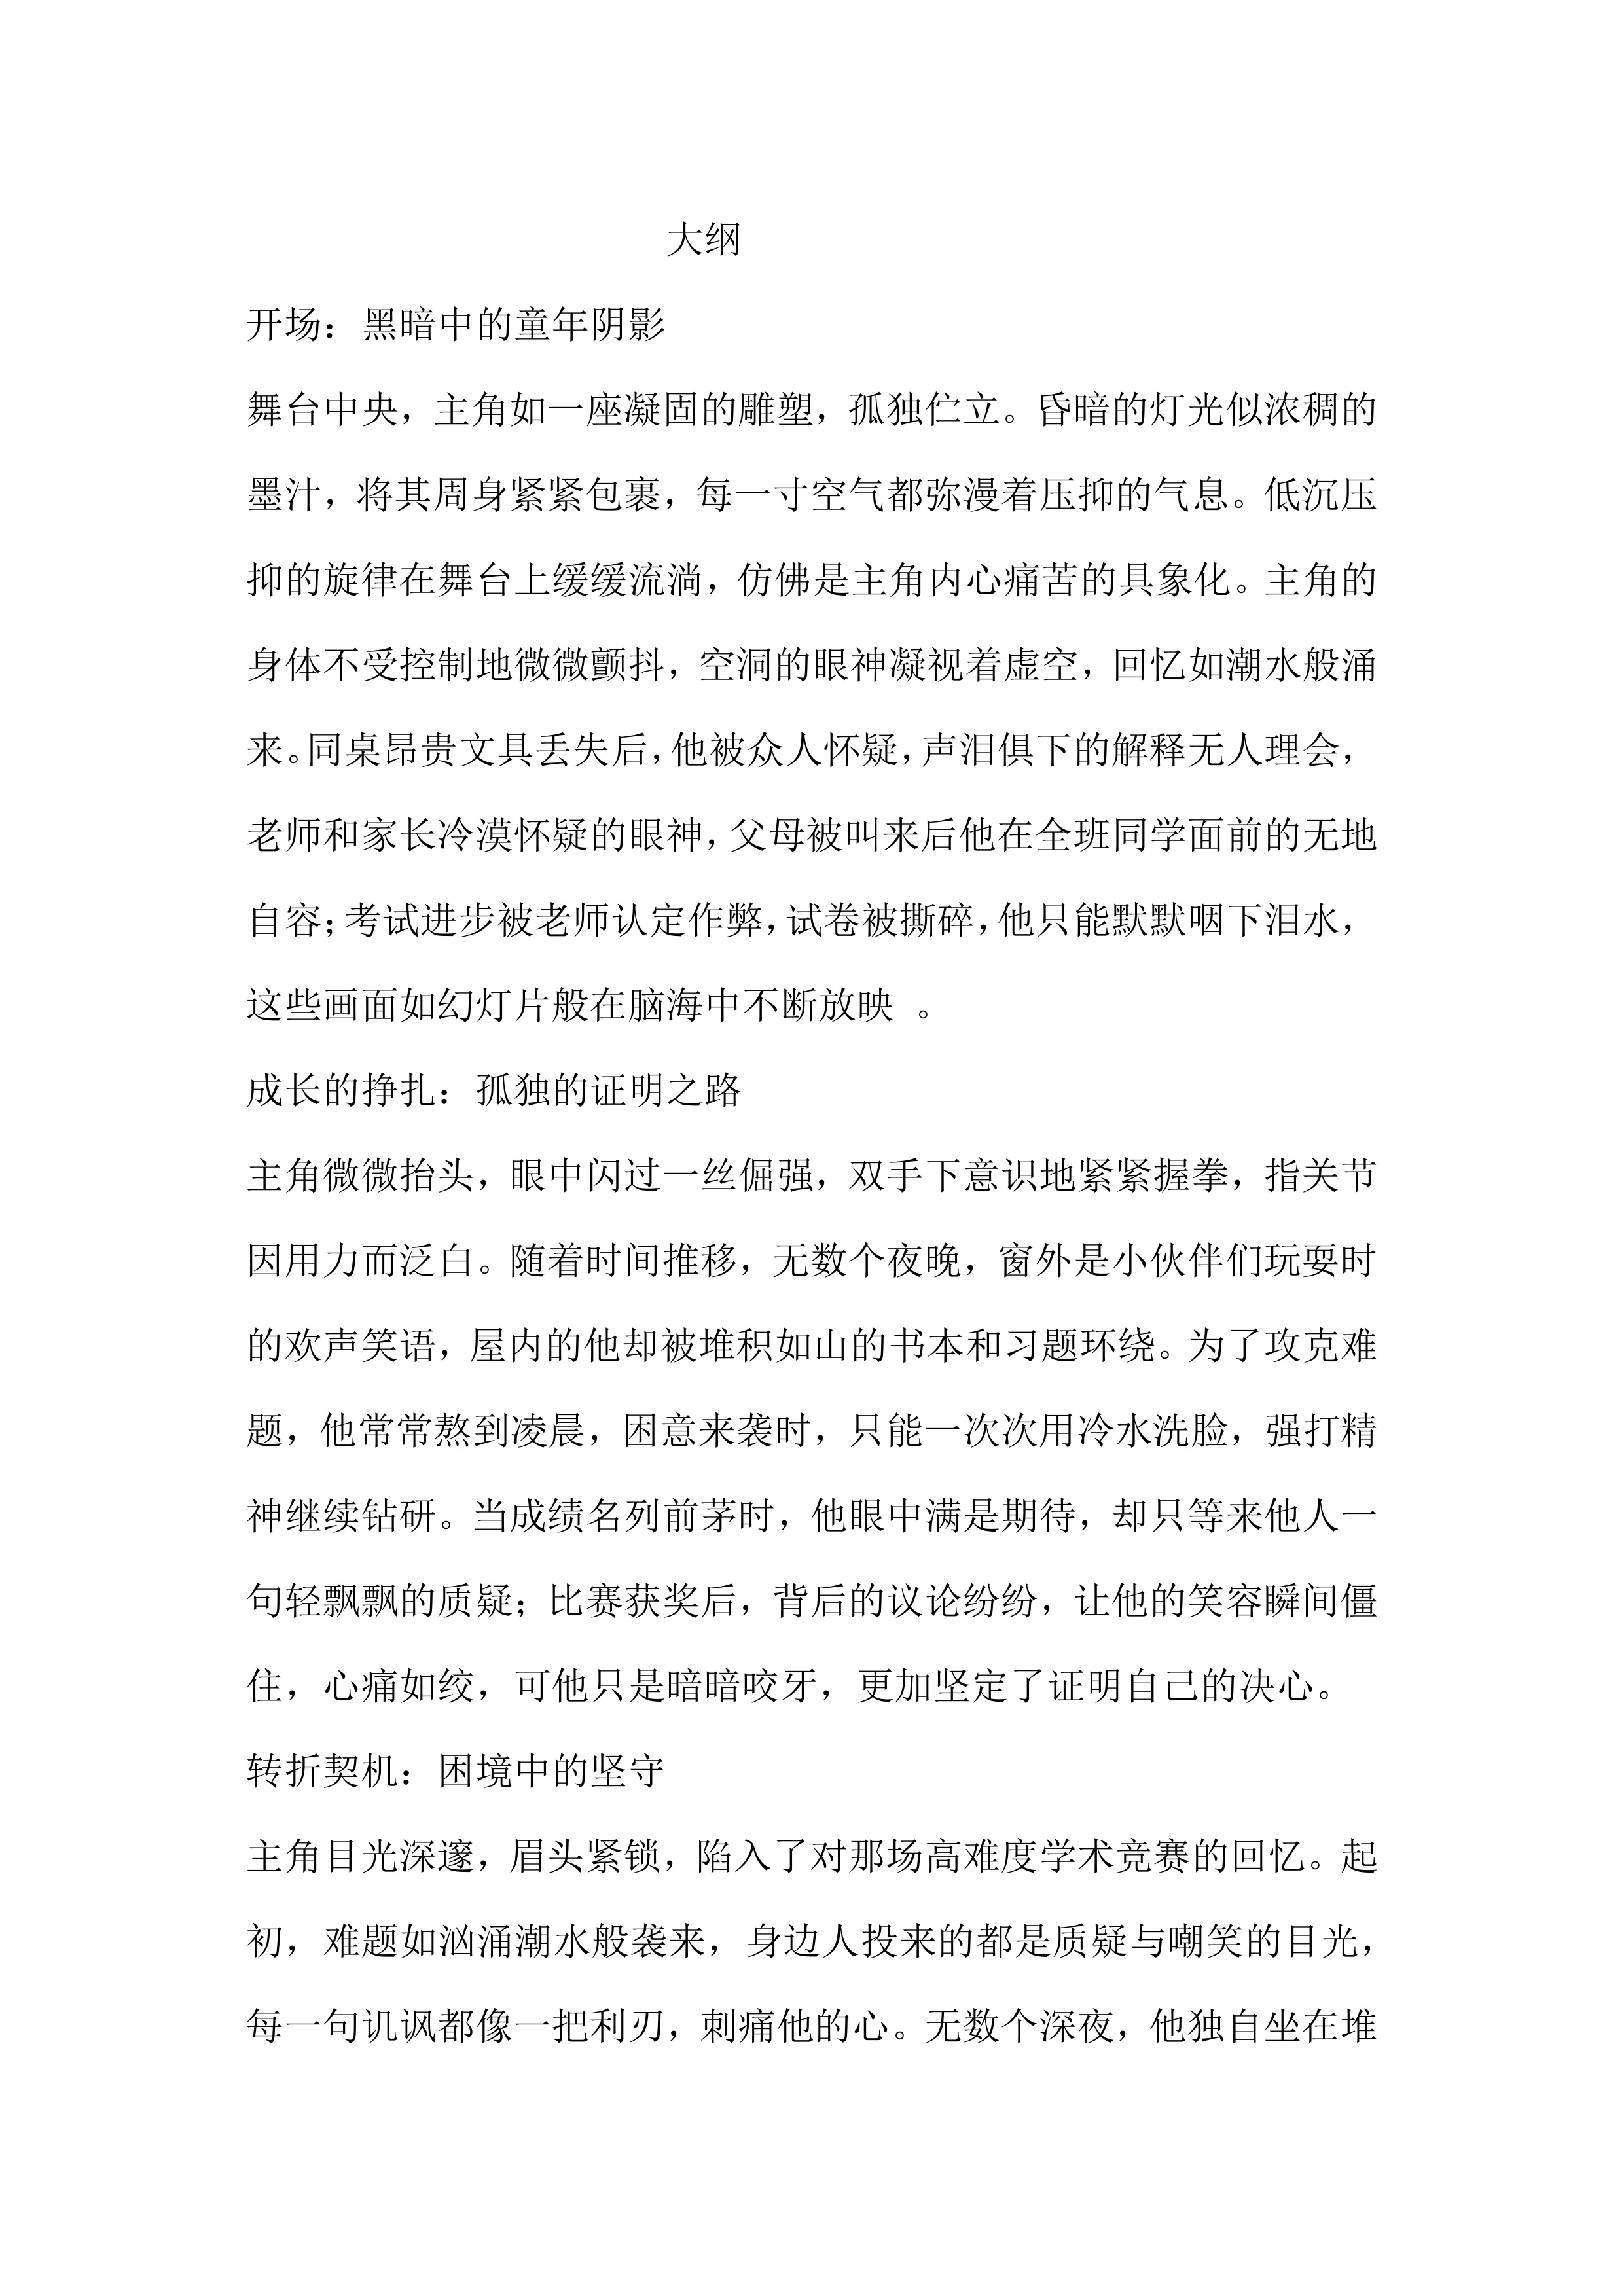 大纲
开场：黑暗中的童年阴影
舞台中央，主角如一座凝固的雕塑，孤独伫立。昏暗的灯光似浓稠的
墨汁，将其周身紧紧包裹，每一寸空气都弥漫着压抑的气息。低沉压
抑的旋律在舞台上缓缓流淌，仿佛是主角内心痛苦的具象化。主角的
身体不受控制地微微颤抖，空洞的眼神凝视着虚空，回忆如潮水般涌
来。同桌昂贵文具丢失后，他被众人怀疑，声泪俱下的解释无人理会，
老师和家长冷漠怀疑的眼神，父母被叫来后他在全班同学面前的无地
自容；考试进步被老师认定作弊，试卷被撕碎，他只能默默咽下泪水，
这些画面如幻灯片般在脑海中不断放映 。
成长的挣扎：孤独的证明之路
主角微微抬头，眼中闪过一丝倔强，双手下意识地紧紧握拳，指关节
因用力而泛白。随着时间推移，无数个夜晚，窗外是小伙伴们玩耍时
的欢声笑语，屋内的他却被堆积如山的书本和习题环绕。为了攻克难
题，他常常熬到凌晨，困意来袭时，只能一次次用冷水洗脸，强打精
神继续钻研。当成绩名列前茅时，他眼中满是期待，却只等来他人一
句轻飘飘的质疑；比赛获奖后，背后的议论纷纷，让他的笑容瞬间僵
住，心痛如绞，可他只是暗暗咬牙，更加坚定了证明自己的决心。
转折契机：困境中的坚守
主角目光深邃，眉头紧锁，陷入了对那场高难度学术竞赛的回忆。起
初，难题如汹涌潮水般袭来，身边人投来的都是质疑与嘲笑的目光，
每一句讥讽都像一把利刃，刺痛他的心。无数个深夜，他独自坐在堆